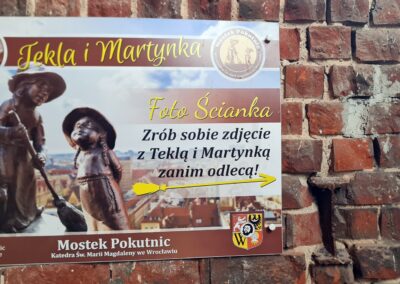 Tekla i Martynka
Foto Ścianka
Zrób sobie zdjęcie
z Teklą i Martynką
zanim odlecą!
Mostek Pokutnic
Katedra Św. Marii Magdaleny we Wrocławiu
W